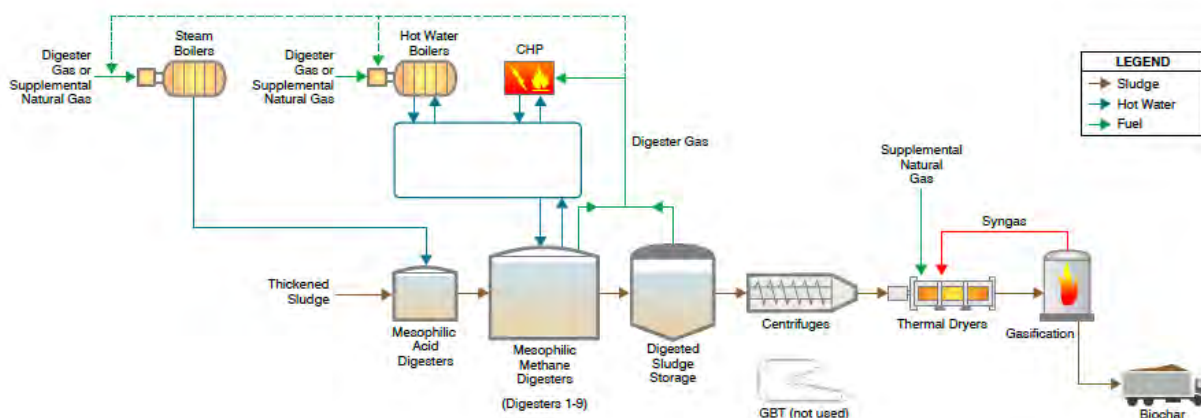 Steam
Boilers
Hot Water
Boilers
CHP
Digester
Gas or
Supplemental
Natural Gas
Digester
Gas or
Supplemental
Natural Gas
LEGEND
Sludge
Hot Water
Fuel
Digester Gas
Supplemental
Natural
Gas
Syngas
Thickened
Sludge
Mesophilic
Acid
Digesters
Mesophilic
Methane
Digesters
(Digesters 1-9)
Digested
Sludge
Storage
Centrifuges
Thermal Dryers
Gasification
GBT (not used)
Biochar